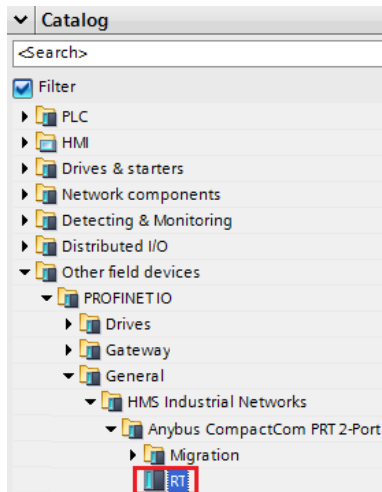 Catalog
<Search>
Filter
PLC
HMI
Drives & starters
Network components
Detecting & Monitoring
Distributed I/O
Other field devices
PROFINET IO
Drives
Gateway
General
HMS Industrial Networks
Anybus CompactCom PRT 2-Port
Migration
RT